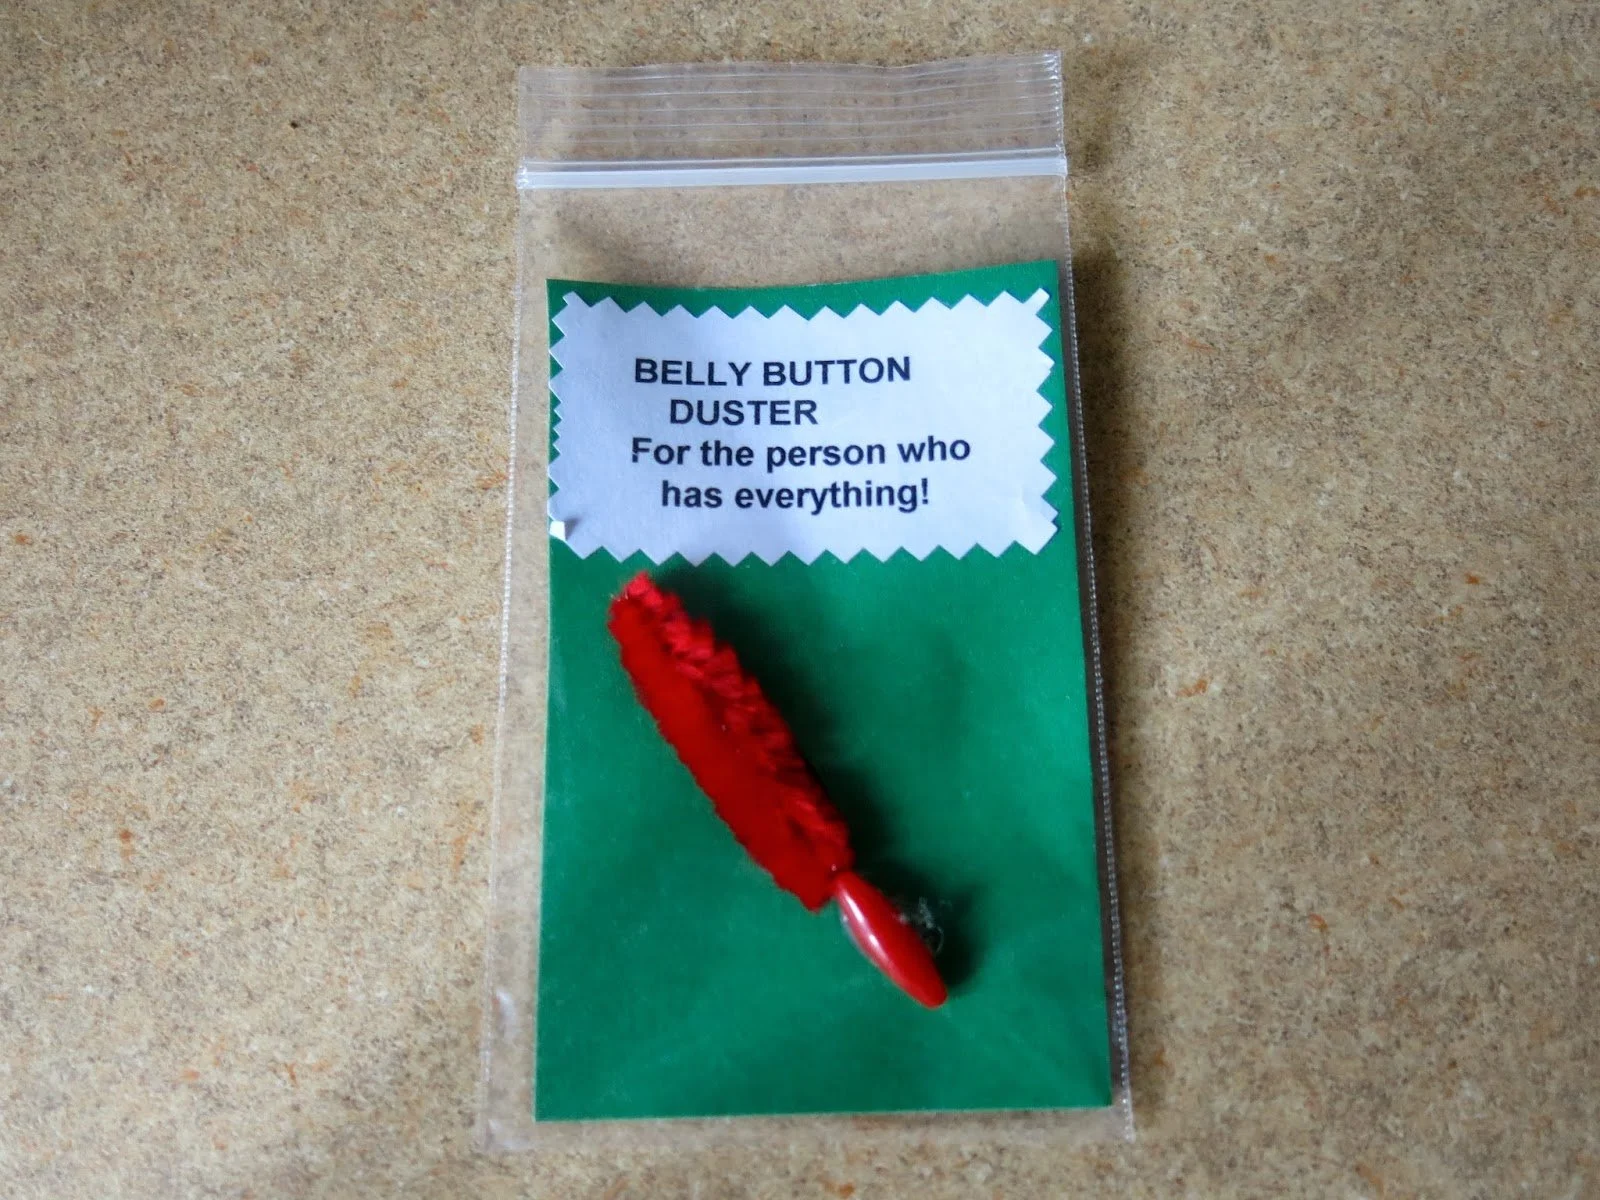 BELLY BUTTON
DUSTER
For the person who
has everything!